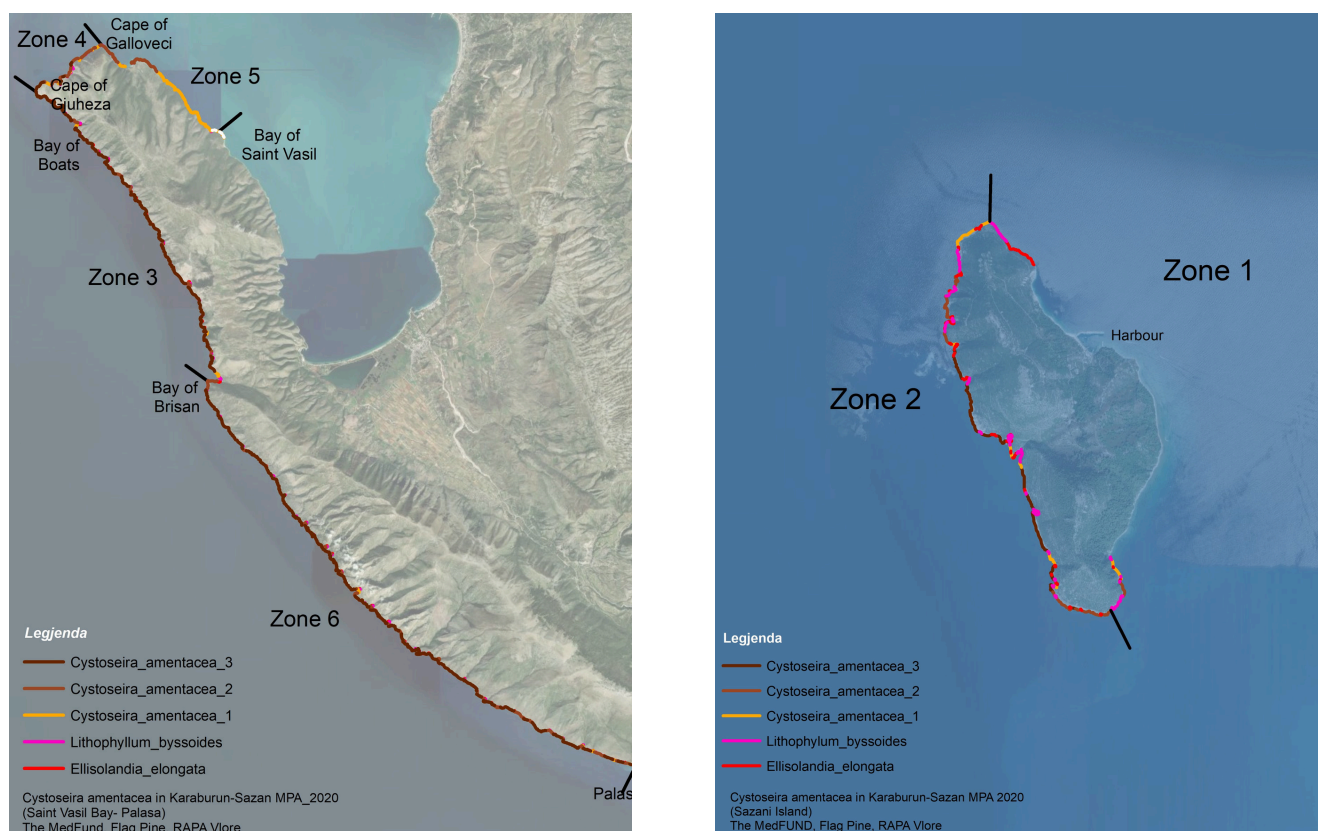 Cape of
Galloveci
Zone 4
Zone 5
Cape of
Gjuheza
Bay of
Saint Vasil
Bay of
Boats
Zone 3
Bay of
Brisan
Zone 6
Legjenda
Cystoseira_amentacea_3
Cystoseira_amentacea_2
Cystoseira_amentacea_1
Lithophyllum_byssoides
Ellisolandia_elongata
Palas
Cystoseira amentacea in Karaburun-Sazan MPA_2020
(Saint Vasil Bay- Palasa)
The MedFund, Flag Pine, RAPA Vlore
Zone 1
Harbour
Zone 2
Legjenda
Cystoseira_amentacea_3
Cystoseira_amentacea_2
Cystoseira_amentacea_1
Lithophylum_byssoides
Ellisolandia_elongata
Cystoseira amentacea in Karaburun-Sazan MPA 2020
(Sazani Island)
The MedFUND, Flag Pine, RAPA Vlore